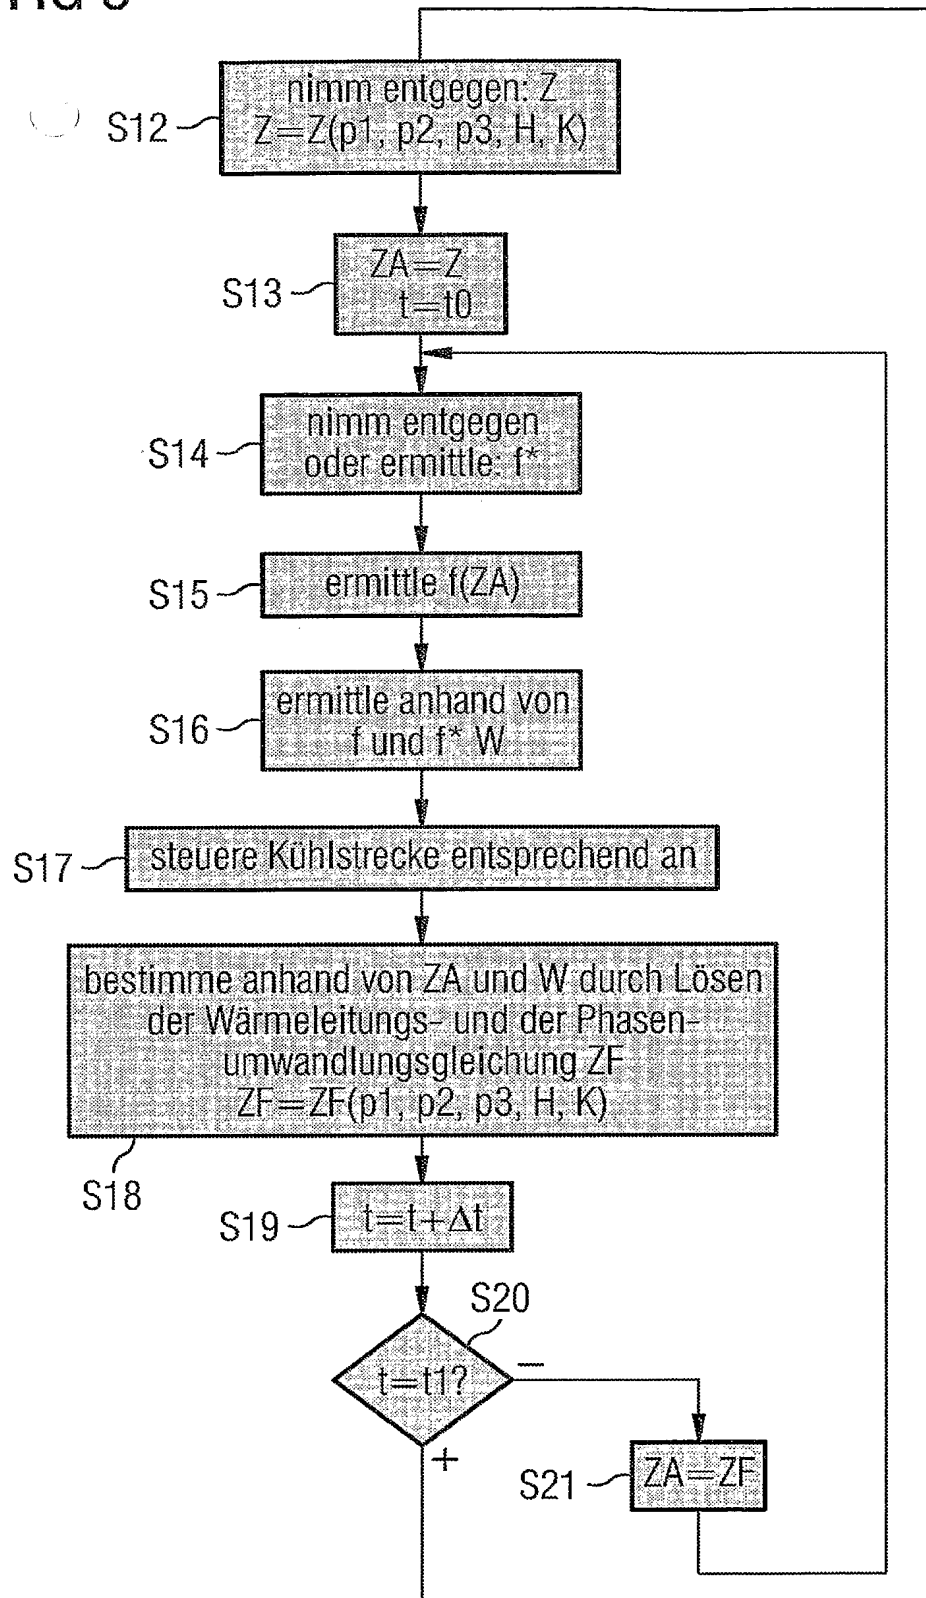 S12
nimm entgegen: Z
Z=Z(p1, p2, p3, H, K)
S13
ZA=Z
t=t0
S14
nimm entgegen
oder ermittle: f*
S15
ermittle f(ZA)
S16
ermittle anhand von
f und f* W
S17
steuere Kühlstrecke entsprechend an
bestimme anhand von ZA und W durch Lösen
der Wärmeleitungs- und der Phasen-
umwandlungsgleichung ZF
ZF=ZF(p1, p2, p3, H, K)
S18
S19
t=t+Δt
S20
t=t1?
−
+
S21
ZA=ZF